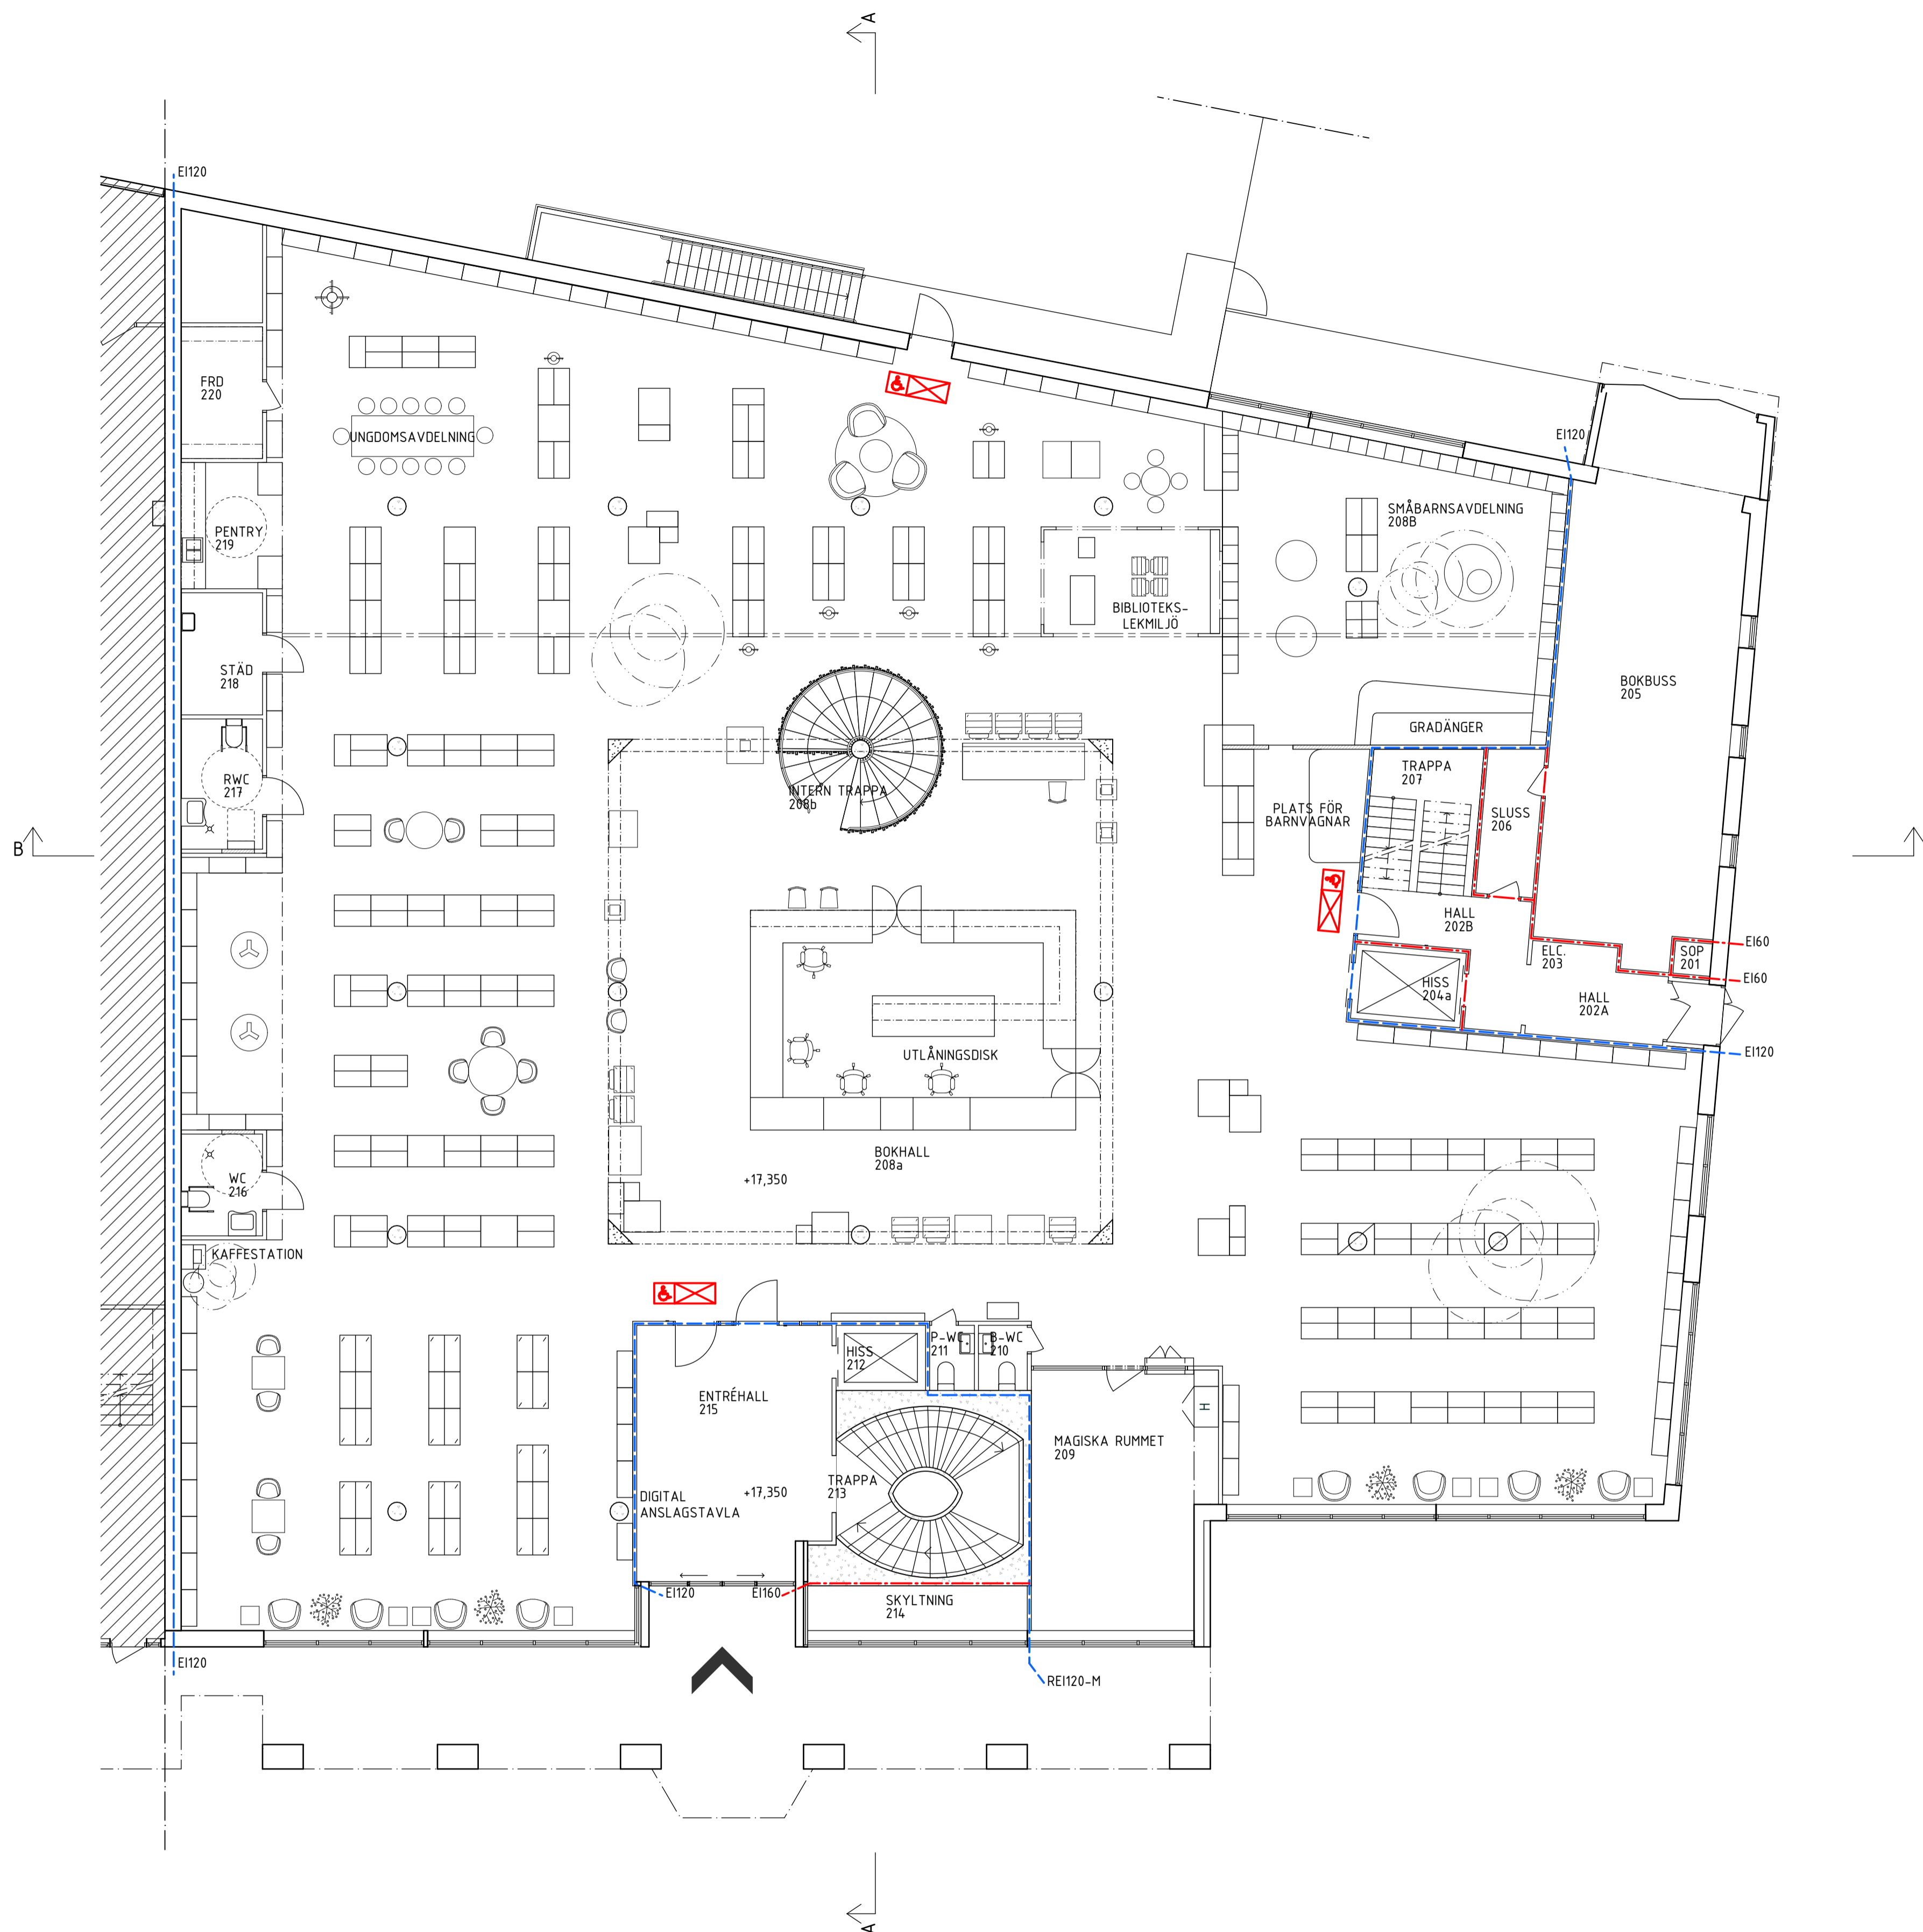 A
EI120
EI120
FRD
220
UNGDOMSAVDELNING
SMÅBARNSAVDELNING
208B
PENTRY
219
BIBLIOTEKS-
LEKMILJÖ
STÄD
218
BOKBUSS
205
GRADÄNGER
RWC
217
INTERN TRAPPA
208b
TRAPPA
207
PLATS FÖR
BARNVAGNAR
SLUSS
206
B
HALL
202B
ELC.
203
SOP
201
EI60
EI60
HISS
204a
HALL
202A
UTLÅNINGSDISK
EI120
BOKHALL
208a
+17,350
WC
216
KAFFESTATION
HISS
212
P-WC
211
B-WC
210
ENTRÉHALL
215
H
MAGISKA RUMMET
209
TRAPPA
213
+17,350
DIGITAL
ANSLAGSTAVLA
EI120
EI160
SKYLTNING
214
EI120
REI120-M
A